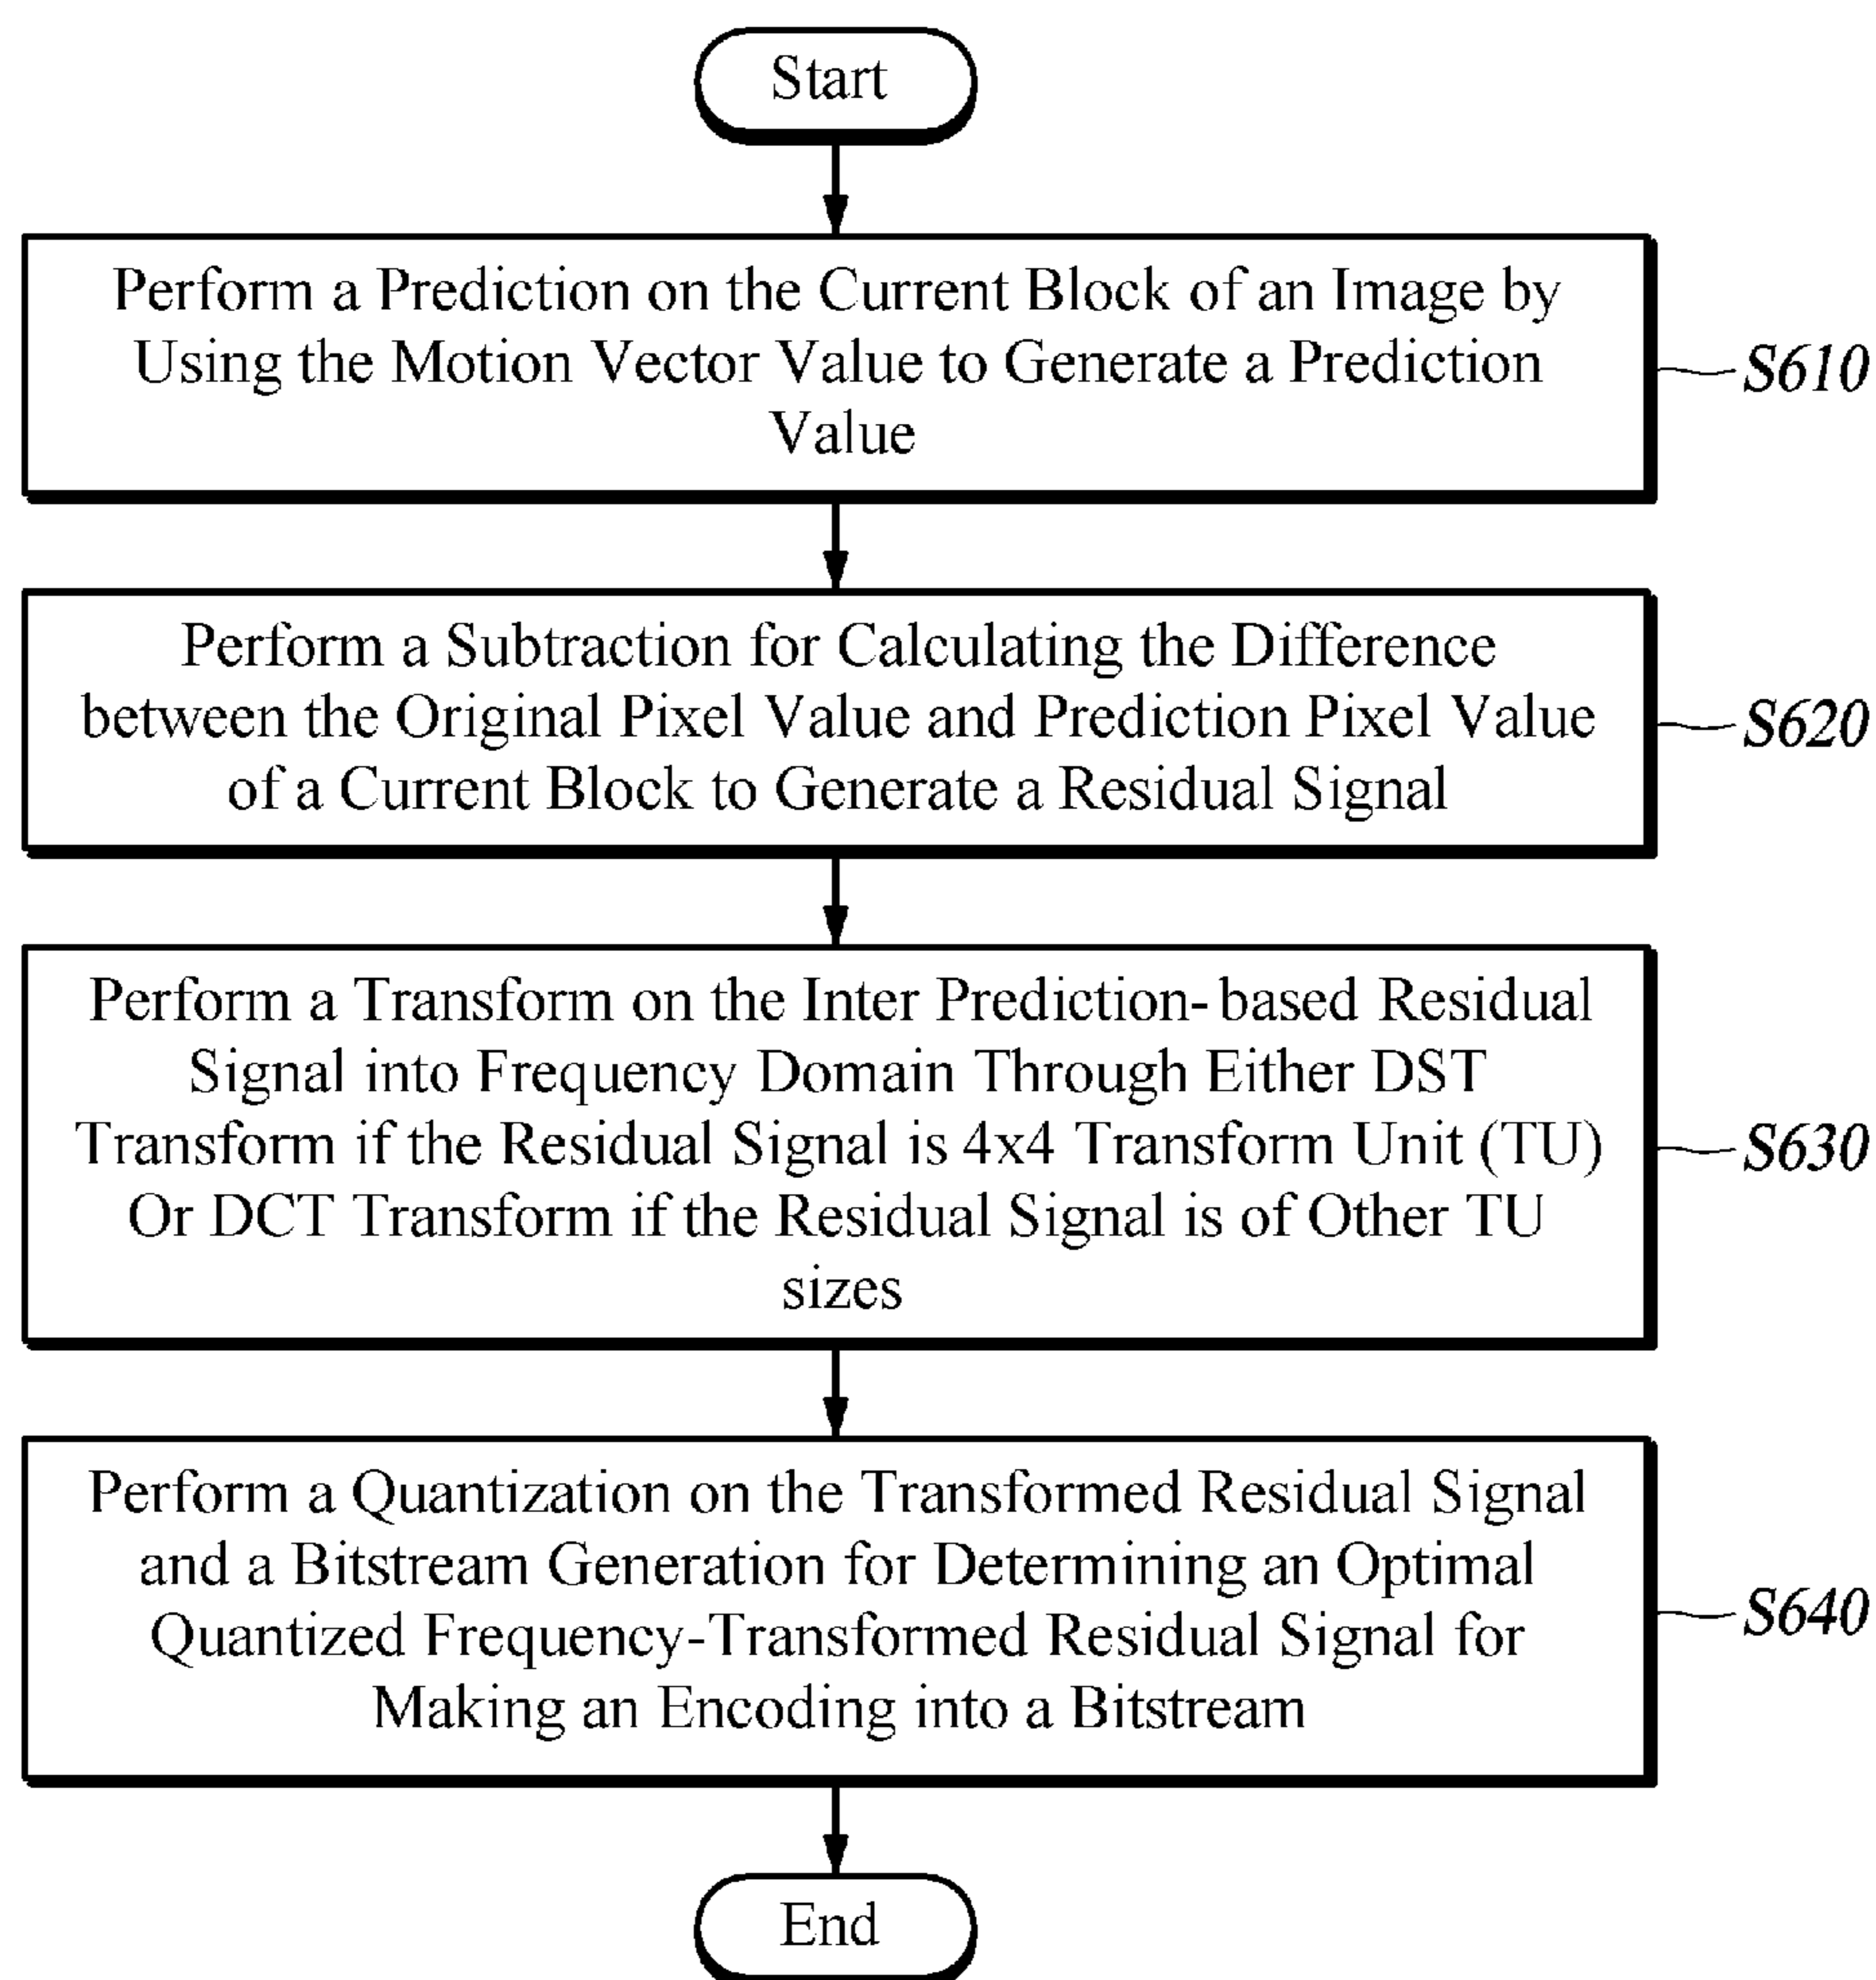 Start
Perform a Prediction on the Current Block of an Image by
Using the Motion Vector Value to Generate a Prediction
Value
S610
Perform a Subtraction for Calculating the Difference
between the Original Pixel Value and Prediction Pixel Value
of a Current Block to Generate a Residual Signal
S620
Perform a Transform on the Inter Prediction-based Residual
Signal into Frequency Domain Through Either DST
Transform if the Residual Signal is 4x4 Transform Unit (TU)
Or DCT Transform if the Residual Signal is of Other TU
sizes
S630
Perform a Quantization on the Transformed Residual Signal
and a Bitstream Generation for Determining an Optimal
Quantized Frequency-Transformed Residual Signal for
Making an Encoding into a Bitstream
S640
End